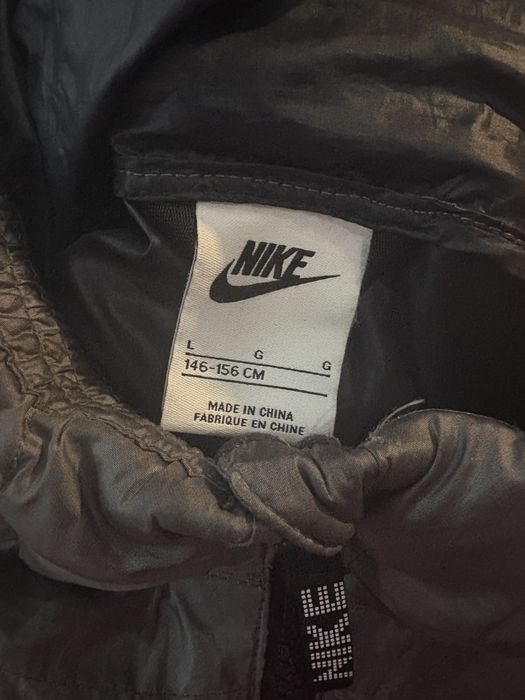 NIKE
L G G
146-156 CM
MADE IN CHINA
FABRIQUE EN CHINE
NIKE